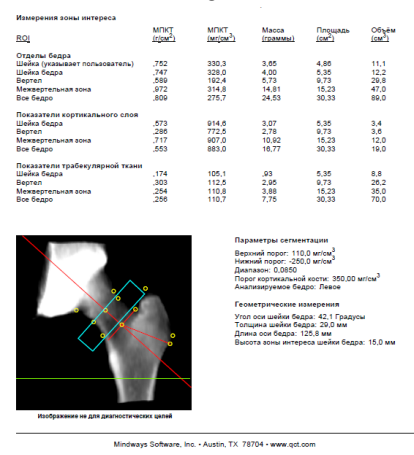 Измерения зоны интереса
МПКТ МПКТ Масса Площадь Объём
ROI (г/см²) (мг/см³) (граммы) (см²) (см³)
Отделы бедра
Шейка (указывает пользователь) ,752 330,3 3,65 4,86 11,1
Шейка бедра ,747 328,0 4,00 5,35 12,2
Вертел ,589 192,4 5,73 9,73 29,8
Межвертельная зона ,972 314,8 14,81 15,23 47,0
Все бедро ,809 275,7 24,53 30,33 89,0
Показатели кортикального слоя
Шейка бедра ,573 914,6 3,07 5,35 3,4
Вертел ,286 772,5 2,78 9,73 3,6
Межвертельная зона ,717 907,0 10,92 15,23 12,0
Все бедро ,553 883,0 16,77 30,33 19,0
Показатели трабекулярной ткани
Шейка бедра ,174 105,1 ,93 5,35 8,8
Вертел ,303 112,5 2,95 9,73 26,2
Межвертельная зона ,254 110,8 3,88 15,23 35,0
Все бедро ,256 110,7 7,75 30,33 70,0
Параметры сегментации
Верхний порог: 110,0 мг/см³
Нижний порог: -250,0 мг/см³
Диапазон: 0,0850
Порог кортикальной кости: 350,00 мг/см³
Анализируемое бедро: Левое
Геометрические измерения
Угол оси шейки бедра: 42,1 Градусы
Толщина шейки бедра: 29,0 мм
Длина оси бедра: 125,8 мм
Высота зоны интереса шейки бедра: 15,0 мм
Изображение не для диагностических целей
Mindways Software, Inc. • Austin, TX 78704 • www.qct.com